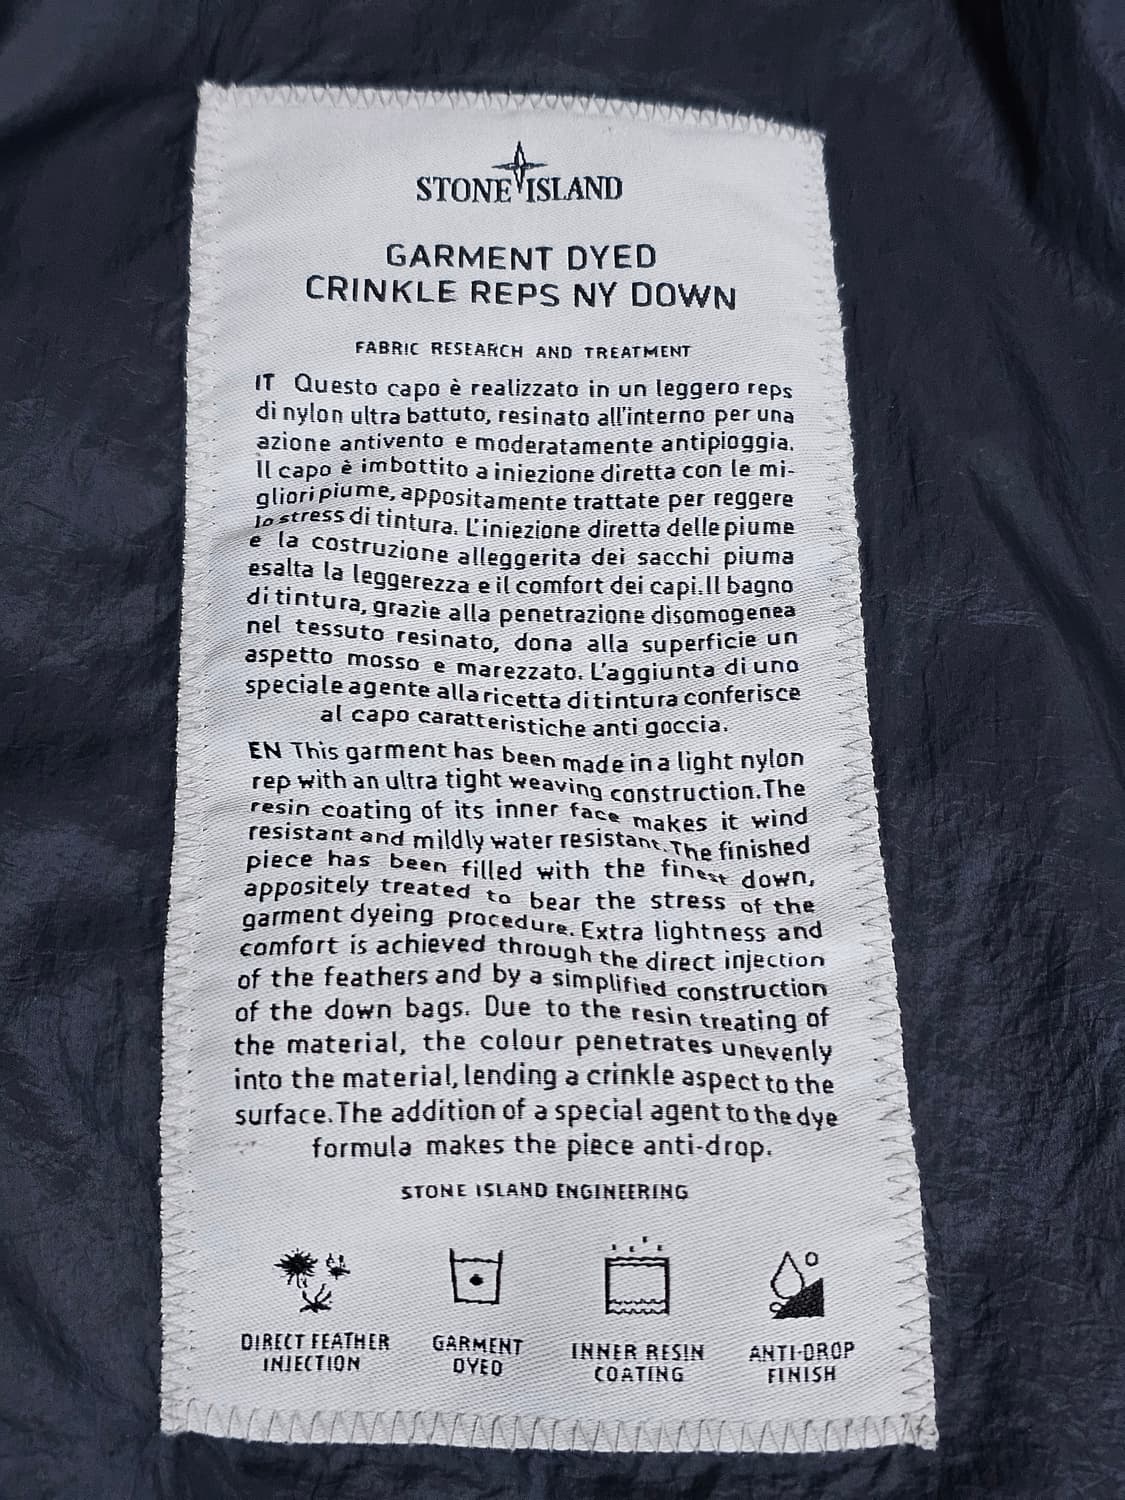 STONE ISLAND
GARMENT DYED
CRINKLE REPS NY DOWN
FABRIC RESEARCH AND TREATMENT
IT Questo capo è realizzato in un leggero reps
di nylon ultra battuto, resinato all'interno per una
azione antivento e moderatamente antipioggia.
Il capo è imbottito a iniezione diretta con le mi-
gliori piume, appositamente trattate per reggere
lo stress di tintura. L'iniezione diretta delle piume
e la costruzione alleggerita dei sacchi piuma
esalta la leggerezza e il comfort dei capi. Il bagno
di tintura, grazie alla penetrazione disomogenea
nel tessuto resinato, dona alla superficie un
aspetto mosso e marezzato. L'aggiunta di uno
speciale agente alla ricetta di tintura conferisce
al capo caratteristiche anti goccia.
EN This garment has been made in a light nylon
rep with an ultra tight weaving construction. The
resin coating of its inner face makes it wind
resistant and mildly water resistant. The finished
piece has been filled with the finest down,
appositely treated to bear the stress of the
garment dyeing procedure. Extra lightness and
comfort is achieved through the direct injection
of the feathers and by a simplified construction
of the down bags. Due to the resin treating of
the material, the colour penetrates unevenly
into the material, lending a crinkle aspect to the
surface. The addition of a special agent to the dye
formula makes the piece anti-drop.
STONE ISLAND ENGINEERING
DIRECT FEATHER
INJECTION
GARMENT
DYED
INNER RESIN
COATING
ANTI-DROP
FINISH